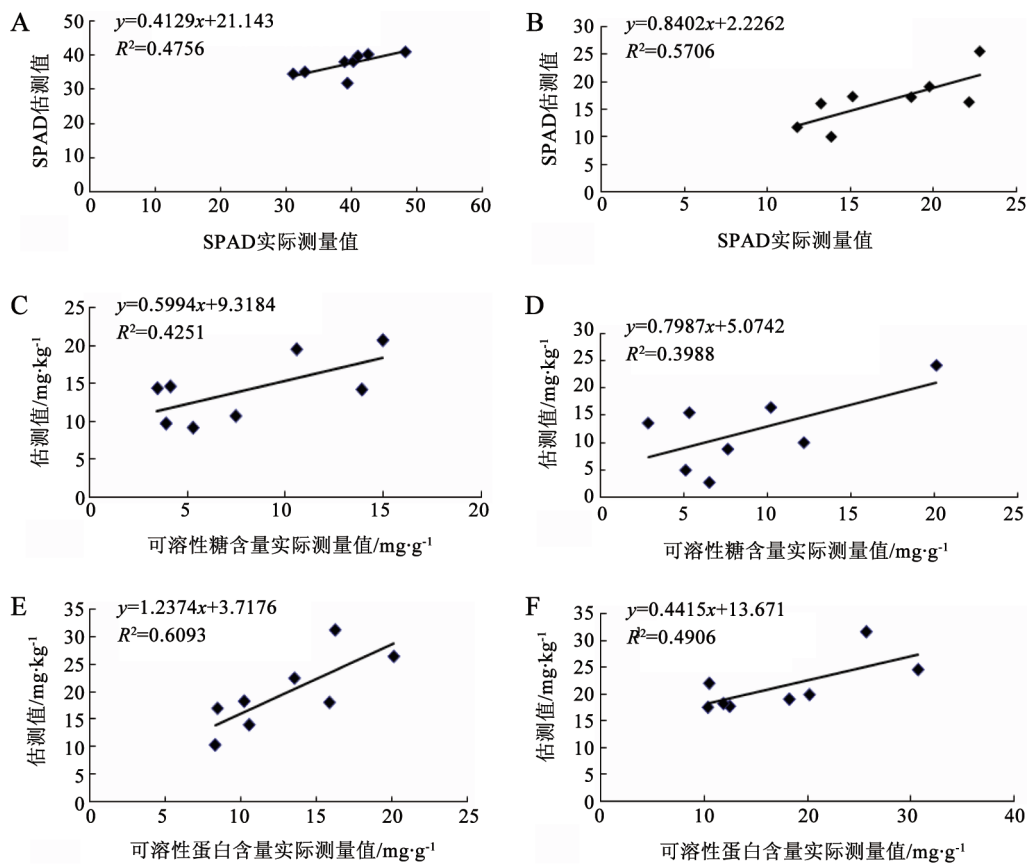 A
y=0.4129x+21.143
R²=0.4756
SPAD估测值
50
40
30
20
10
0
0 10 20 30 40 50 60
SPAD实际测量值
B
y=0.8402x+2.2262
R²=0.5706
SPAD估测值
30
25
20
15
10
5
0
0 5 10 15 20 25
SPAD实际测量值
C
y=0.5994x+9.3184
R²=0.4251
估测值/mg·kg⁻¹
25
20
15
10
5
0
0 5 10 15 20
可溶性糖含量实际测量值/mg·g⁻¹
D
y=0.7987x+5.0742
R²=0.3988
估测值/mg·kg⁻¹
30
25
20
15
10
5
0
0 5 10 15 20 25
可溶性糖含量实际测量值/mg·g⁻¹
E
y=1.2374x+3.7176
R²=0.6093
估测值/mg·kg⁻¹
35
30
25
20
15
10
5
0
0 5 10 15 20 25
可溶性蛋白含量实际测量值/mg·g⁻¹
F
y=0.4415x+13.671
R²=0.4906
估测值/mg·kg⁻¹
35
30
25
20
15
10
5
0
0 10 20 30 40
可溶性蛋白含量实际测量值/mg·g⁻¹